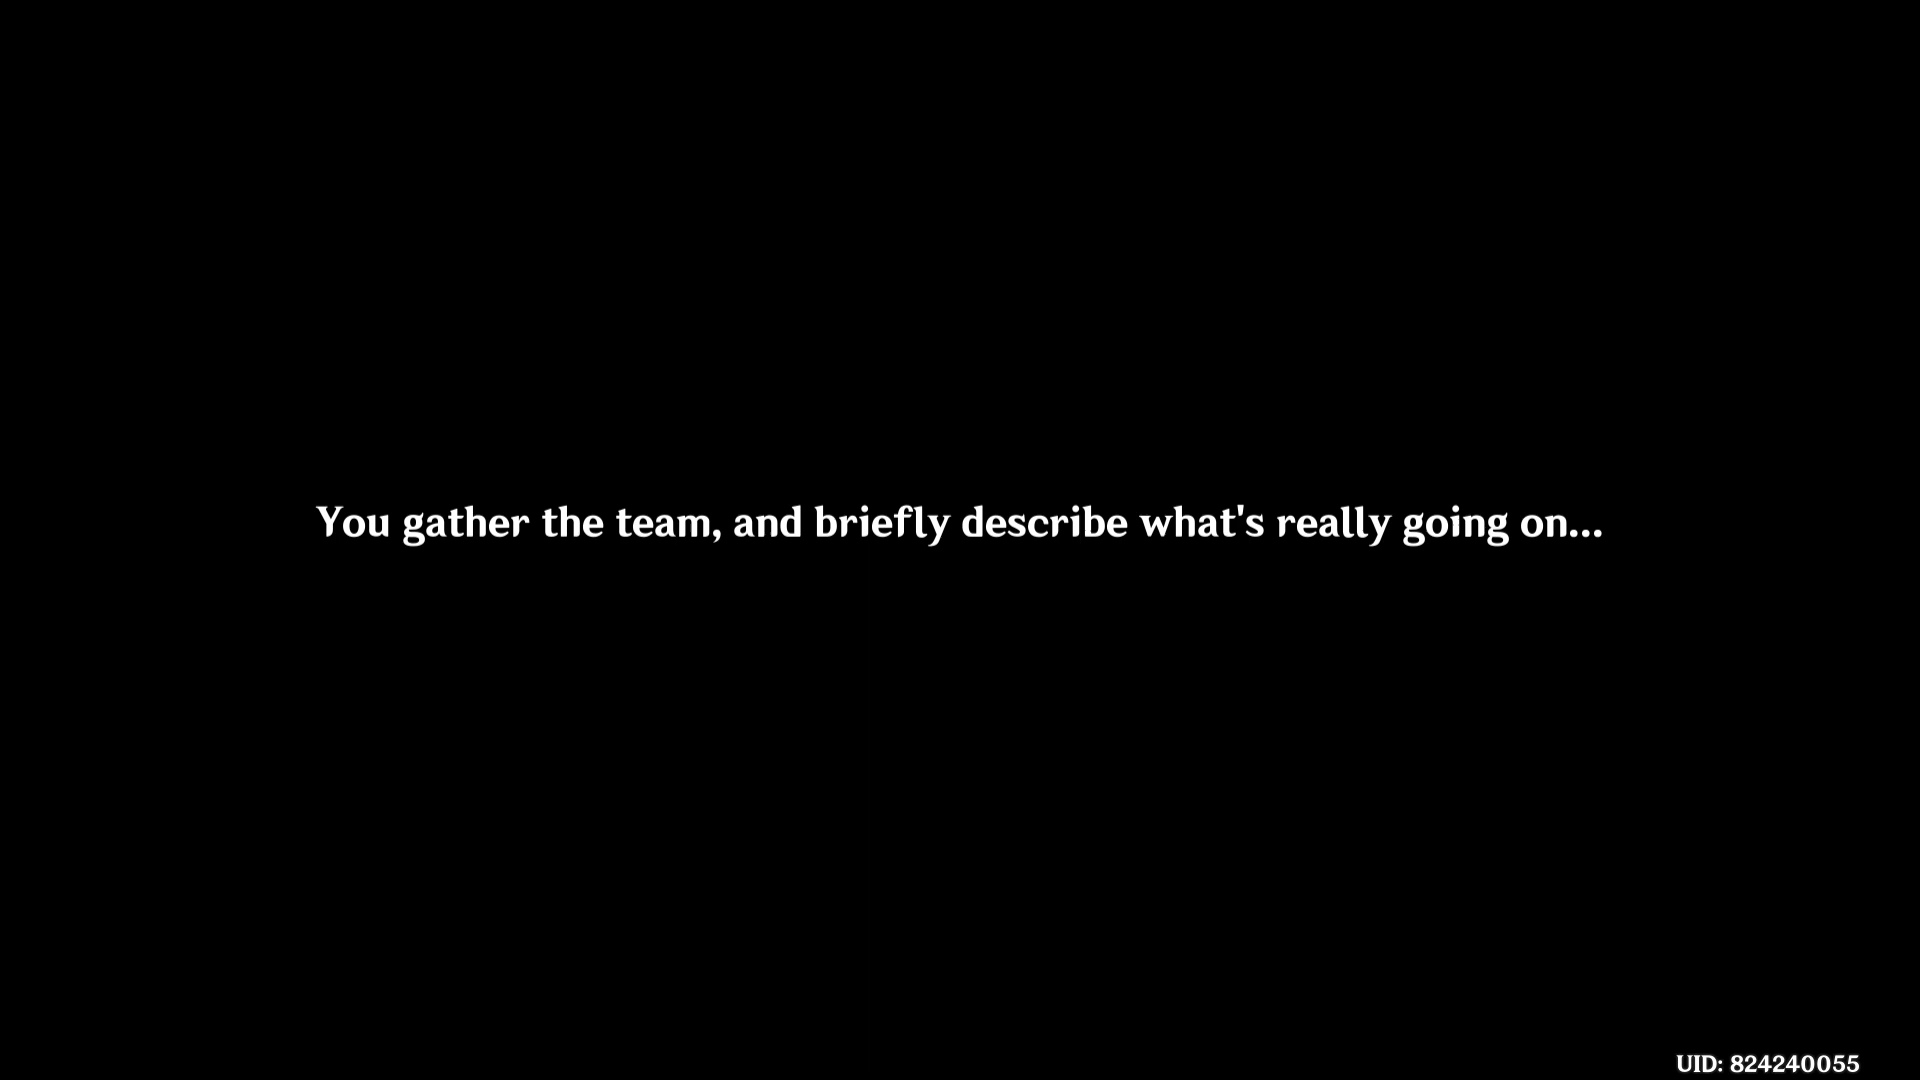 You gather the team, and briefly describe what's really going on...
UID: 824240055